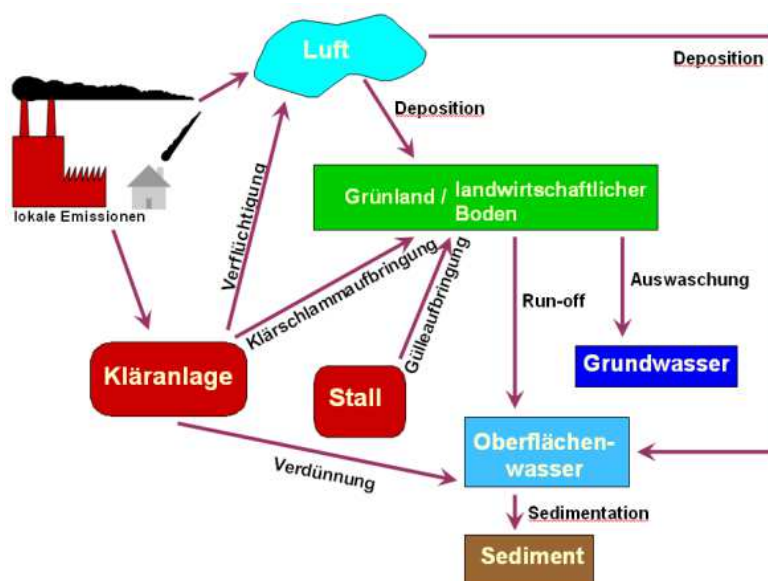 Luft
Deposition
Deposition
lokale Emissionen
Verflüchtigung
Grünland / landwirtschaftlicher
Boden
Klärschlammaufbringung
Gülleaufbringung
Run-off
Auswaschung
Kläranlage
Stall
Grundwasser
Verdünnung
Oberflächen-
wasser
Sedimentation
Sediment